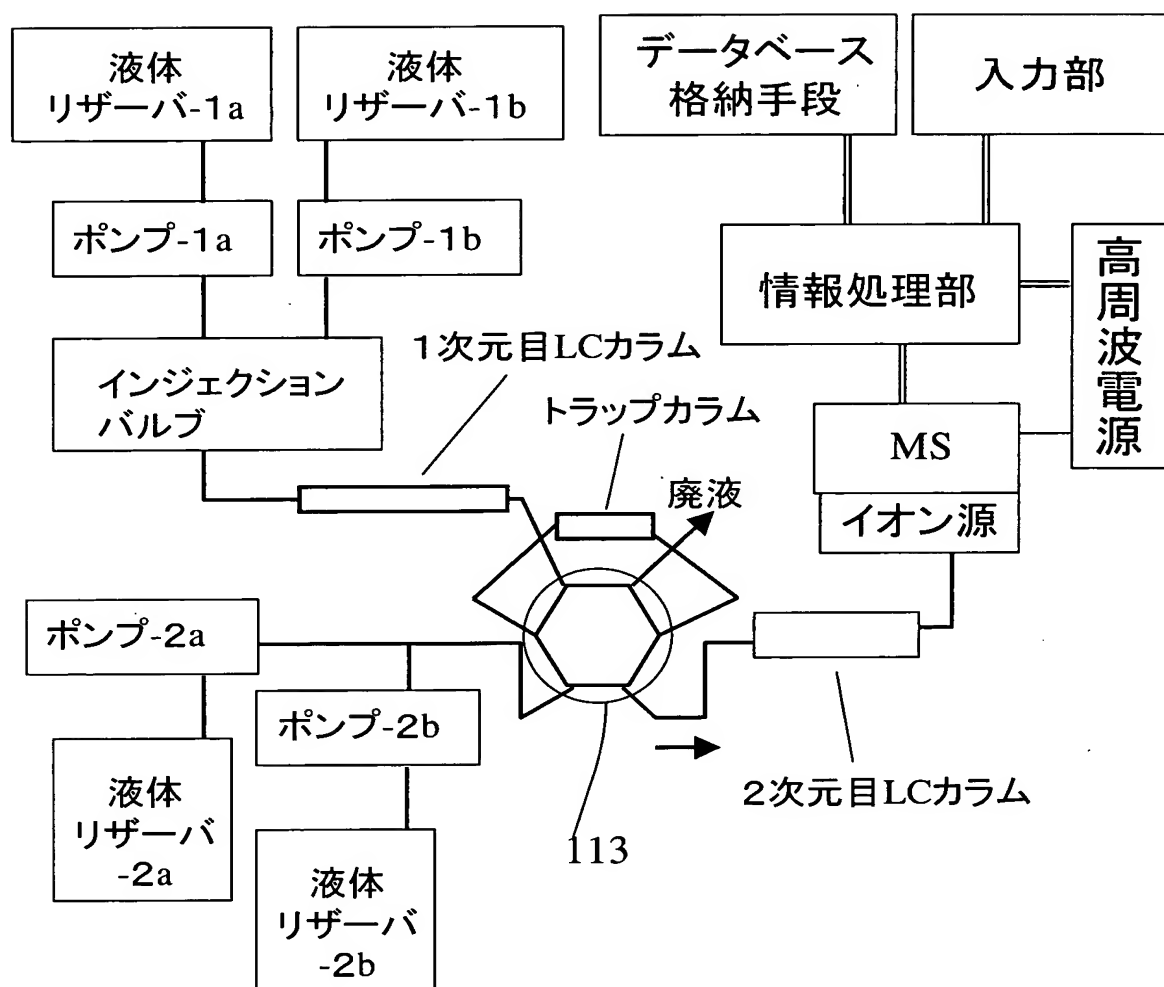 液体
リザーバ-1a
液体
リザーバ-1b
データベース
格納手段
入力部
ポンプ-1a
ポンプ-1b
情報処理部
高周波電源
インジェクション
バルブ
1次元目LCカラム
トラップカラム
MS
イオン源
廃液
ポンプ-2a
ポンプ-2b
液体
リザーバ
-2a
液体
リザーバ
-2b
2次元目LCカラム
113